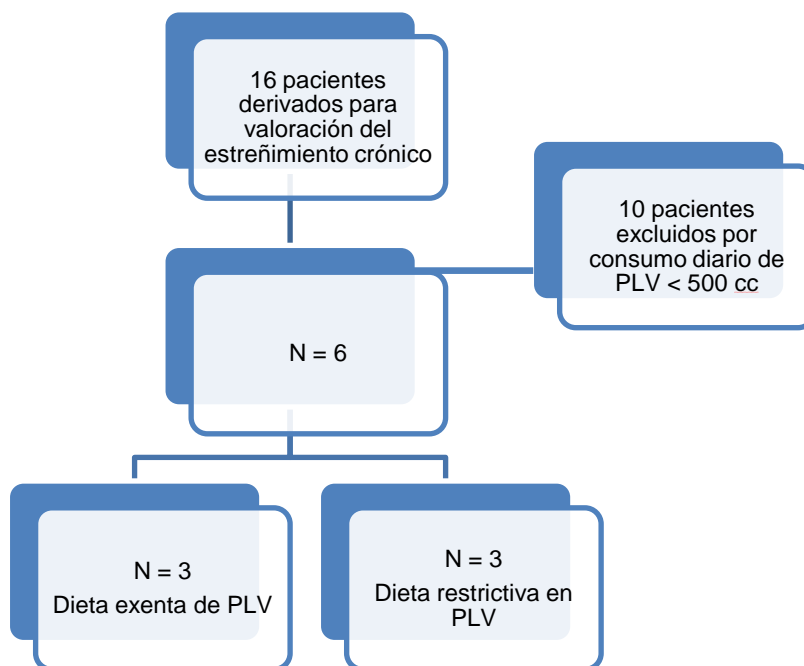 16 pacientes
derivados para
valoración del
estreñimiento crónico
10 pacientes
excluidos por
consumo diario de
PLV < 500 cc
N = 6
N = 3
Dieta exenta de PLV
N = 3
Dieta restrictiva en
PLV